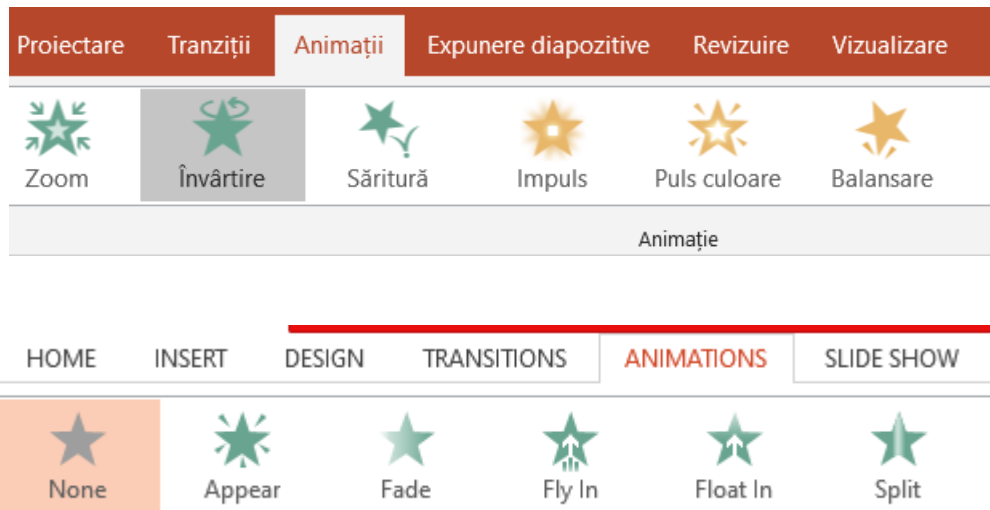 Proiectare Tranziții Animații Expunere diapozitive Revizuire Vizualizare
Zoom Învârtire Săritură Impuls Puls culoare Balansare
Animație
HOME INSERT DESIGN TRANSITIONS ANIMATIONS SLIDE SHOW
None Appear Fade Fly In Float In Split